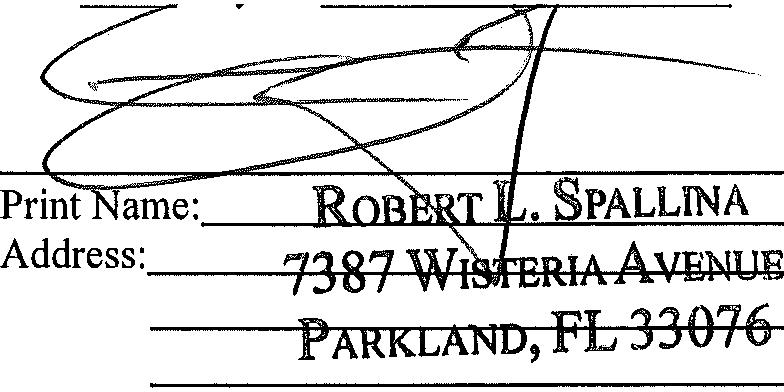 Print Name: ROBERT L. SPALLINA
Address: 7387 WISTERIA AVENUE
PARKLAND, FL 33076